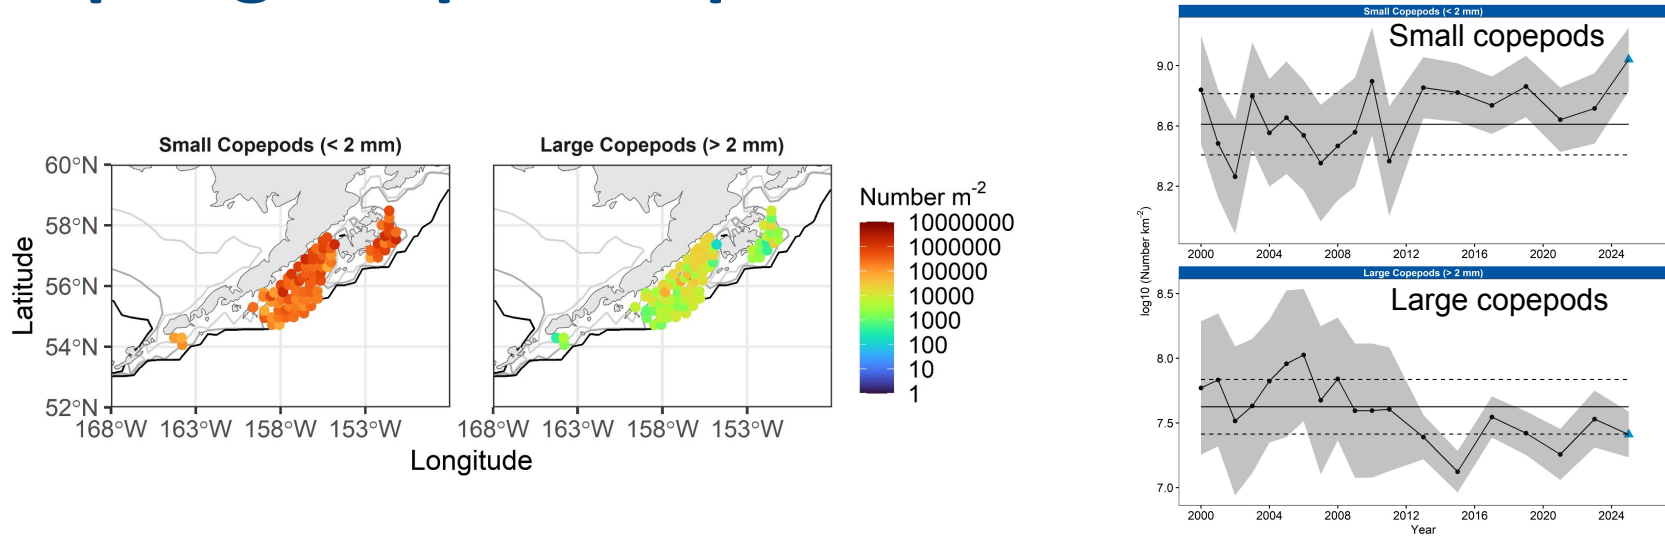 Small Copepods (< 2 mm)
Large Copepods (> 2 mm)
60°N
58°N
56°N
54°N
52°N
Latitude
168°W 163°W 158°W 153°W
168°W 163°W 158°W 153°W
Longitude
Number m-2
10000000
1000000
100000
10000
1000
100
10
1
Small Copepods (< 2 mm)
Small copepods
9.0
8.6
8.2
2000 2004 2008 2012 2016 2020 2024
log10 (Number km-2)
Large Copepods (> 2 mm)
Large copepods
8.5
8.0
7.5
7.0
2000 2004 2008 2012 2016 2020 2024
Year